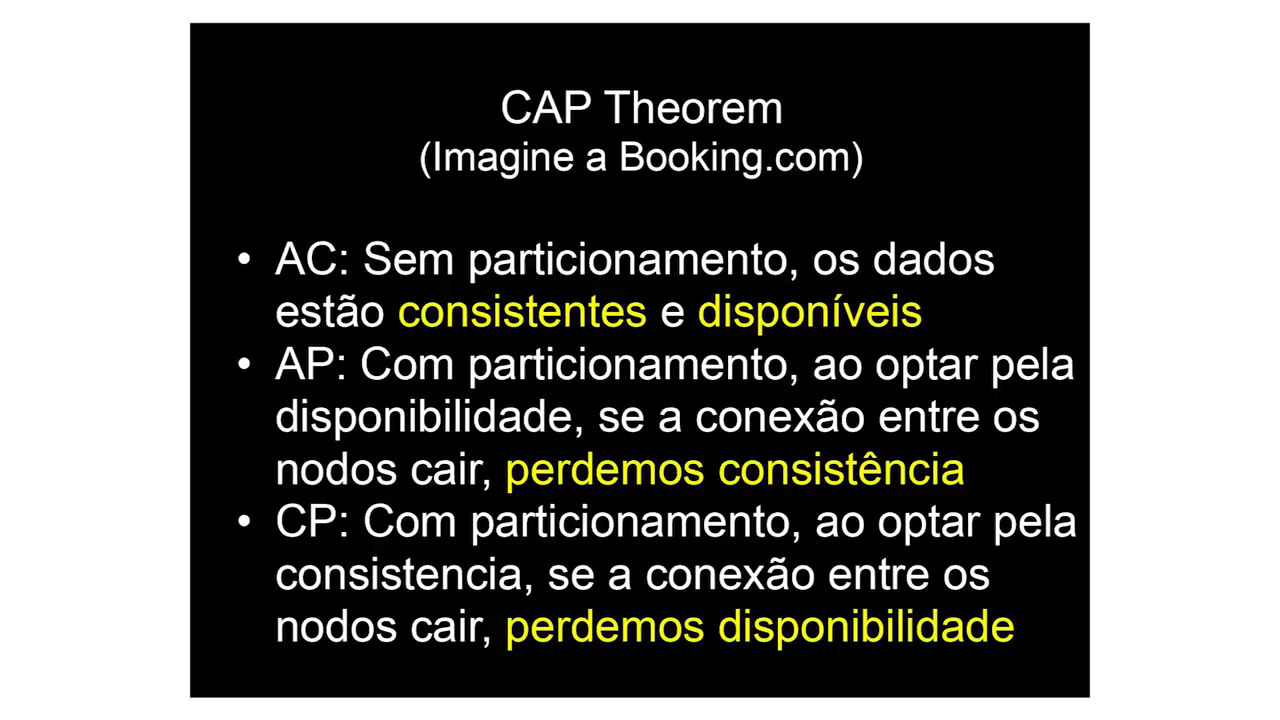 CAP Theorem
(Imagine a Booking.com)
• AC: Sem particionamento, os dados
estão consistentes e disponíveis
• AP: Com particionamento, ao optar pela
disponibilidade, se a conexão entre os
nodos cair, perdemos consistência
• CP: Com particionamento, ao optar pela
consistencia, se a conexão entre os
nodos cair, perdemos disponibilidade